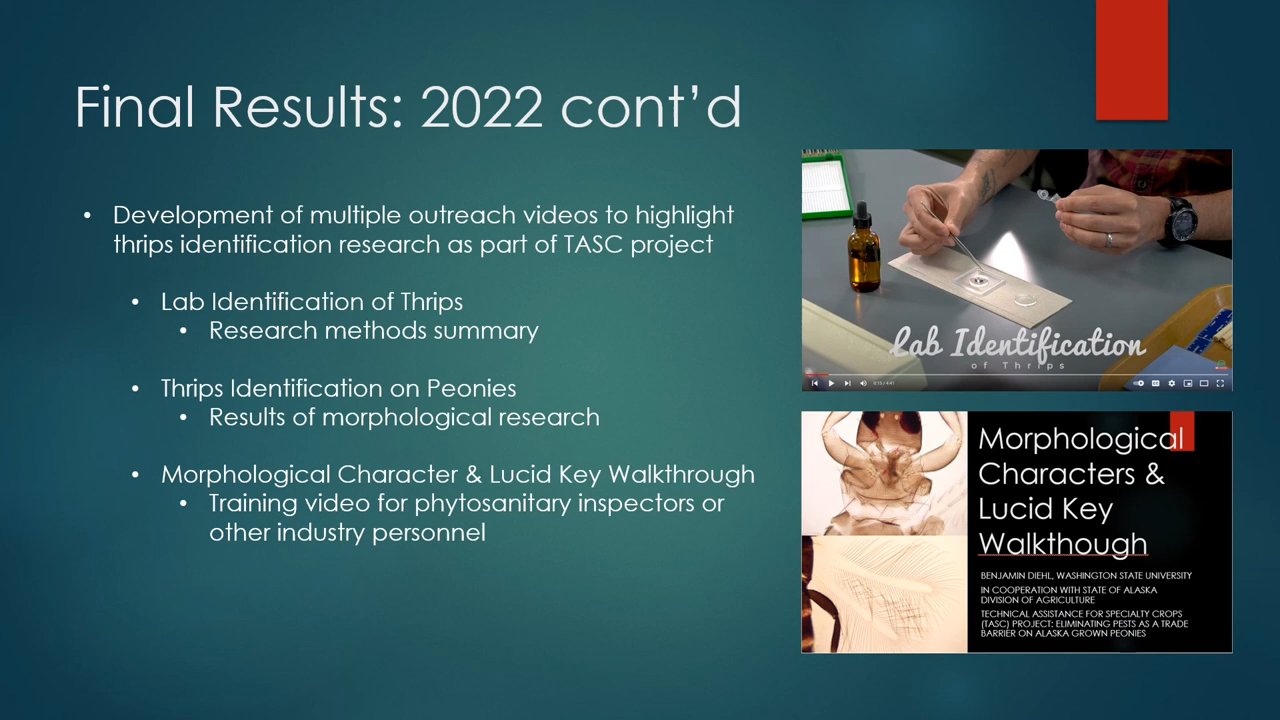 Final Results: 2022 cont’d
• Development of multiple outreach videos to highlight
thrips identification research as part of TASC project
• Lab Identification of Thrips
• Research methods summary
• Thrips Identification on Peonies
• Results of morphological research
• Morphological Character & Lucid Key Walkthrough
• Training video for phytosanitary inspectors or
other industry personnel
Lab Identification
of Thrips
0:15 / 4:41
Morphological
Characters &
Lucid Key
Walkthough
BENJAMIN DIEHL, WASHINGTON STATE UNIVERSITY
IN COOPERATION WITH STATE OF ALASKA
DIVISION OF AGRICULTURE
TECHNICAL ASSISTANCE FOR SPECIALTY CROPS
(TASC) PROJECT: ELIMINATING PESTS AS A TRADE
BARRIER ON ALASKA GROWN PEONIES